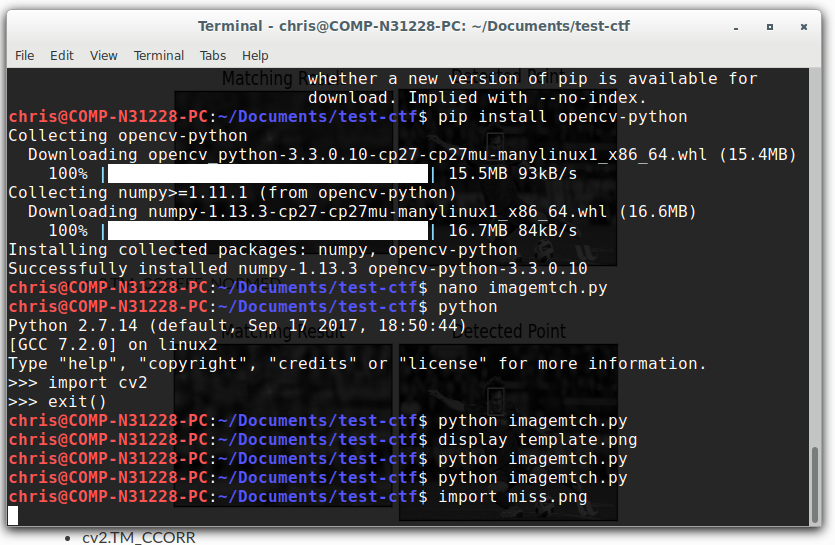 Terminal - chris@COMP-N31228-PC: ~/Documents/test-ctf
File Edit View Terminal Tabs Help
whether a new version of pip is available for
download. Implied with --no-index.
chris@COMP-N31228-PC:~/Documents/test-ctf$ pip install opencv-python
Collecting opencv-python
Downloading opencv_python-3.3.0.10-cp27-cp27mu-manylinux1_x86_64.whl (15.4MB)
100% || 15.5MB 93kB/s
Collecting numpy>=1.11.1 (from opencv-python)
Downloading numpy-1.13.3-cp27-cp27mu-manylinux1_x86_64.whl (16.6MB)
100% || 16.7MB 84kB/s
Installing collected packages: numpy, opencv-python
Successfully installed numpy-1.13.3 opencv-python-3.3.0.10
chris@COMP-N31228-PC:~/Documents/test-ctf$ nano imagemtch.py
chris@COMP-N31228-PC:~/Documents/test-ctf$ python
Python 2.7.14 (default, Sep 17 2017, 18:50:44)
[GCC 7.2.0] on linux2
Type "help", "copyright", "credits" or "license" for more information.
>>> import cv2
>>> exit()
chris@COMP-N31228-PC:~/Documents/test-ctf$ python imagemtch.py
chris@COMP-N31228-PC:~/Documents/test-ctf$ display template.png
chris@COMP-N31228-PC:~/Documents/test-ctf$ python imagemtch.py
chris@COMP-N31228-PC:~/Documents/test-ctf$ python imagemtch.py
chris@COMP-N31228-PC:~/Documents/test-ctf$ import miss.png
Matching Result
Detected Point
Matching Result
Detected Point
• cv2.TM_CCORR